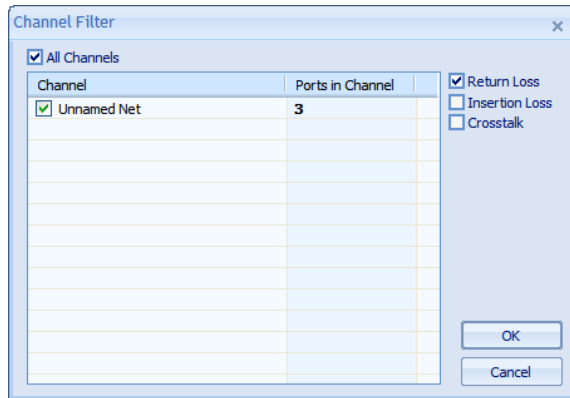 Channel Filter
All Channels
Channel Ports in Channel
Unnamed Net 3
Return Loss
Insertion Loss
Crosstalk
OK
Cancel